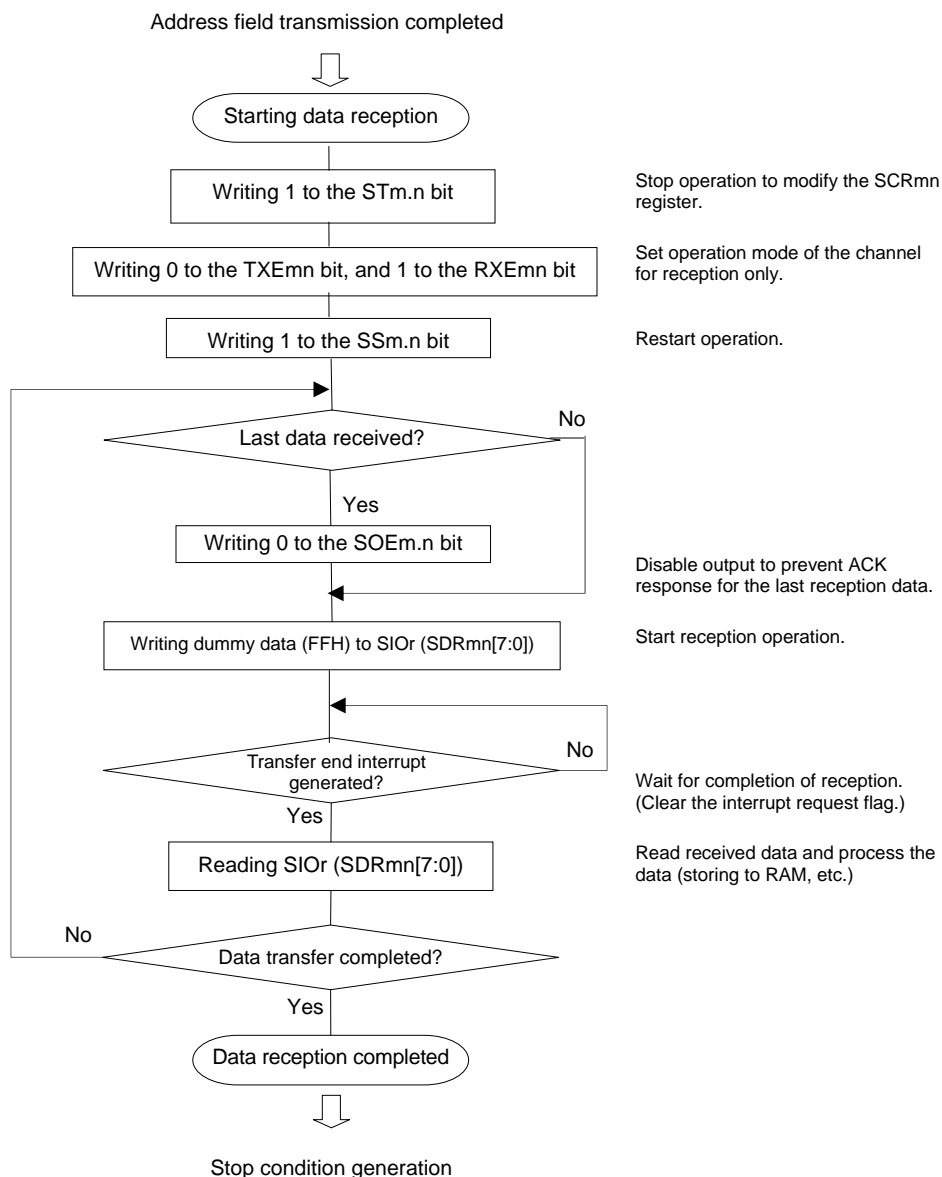 Address field transmission completed
Starting data reception
Writing 1 to the STm.n bit
Stop operation to modify the SCRmn
register.
Writing 0 to the TXEmn bit, and 1 to the RXEmn bit
Set operation mode of the channel
for reception only.
Writing 1 to the SSm.n bit
Restart operation.
No
Last data received?
Yes
Writing 0 to the SOEm.n bit
Disable output to prevent ACK
response for the last reception data.
Writing dummy data (FFH) to SIOr (SDRmn[7:0])
Start reception operation.
No
Transfer end interrupt
generated?
Wait for completion of reception.
(Clear the interrupt request flag.)
Yes
Reading SIOr (SDRmn[7:0])
Read received data and process the
data (storing to RAM, etc.)
No
Data transfer completed?
Yes
Data reception completed
Stop condition generation